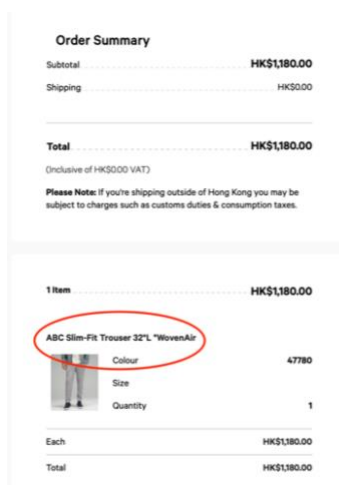 Order Summary
Subtotal HK$1,180.00
Shipping HK$0.00
Total HK$1,180.00
(Inclusive of HK$0.00 VAT)
Please Note: If you're shipping outside of Hong Kong you may be
subject to charges such as customs duties & consumption taxes.
1 Item HK$1,180.00
ABC Slim-Fit Trouser 32"L "WovenAir
Colour 47780
Size
Quantity 1
Each HK$1,180.00
Total HK$1,180.00